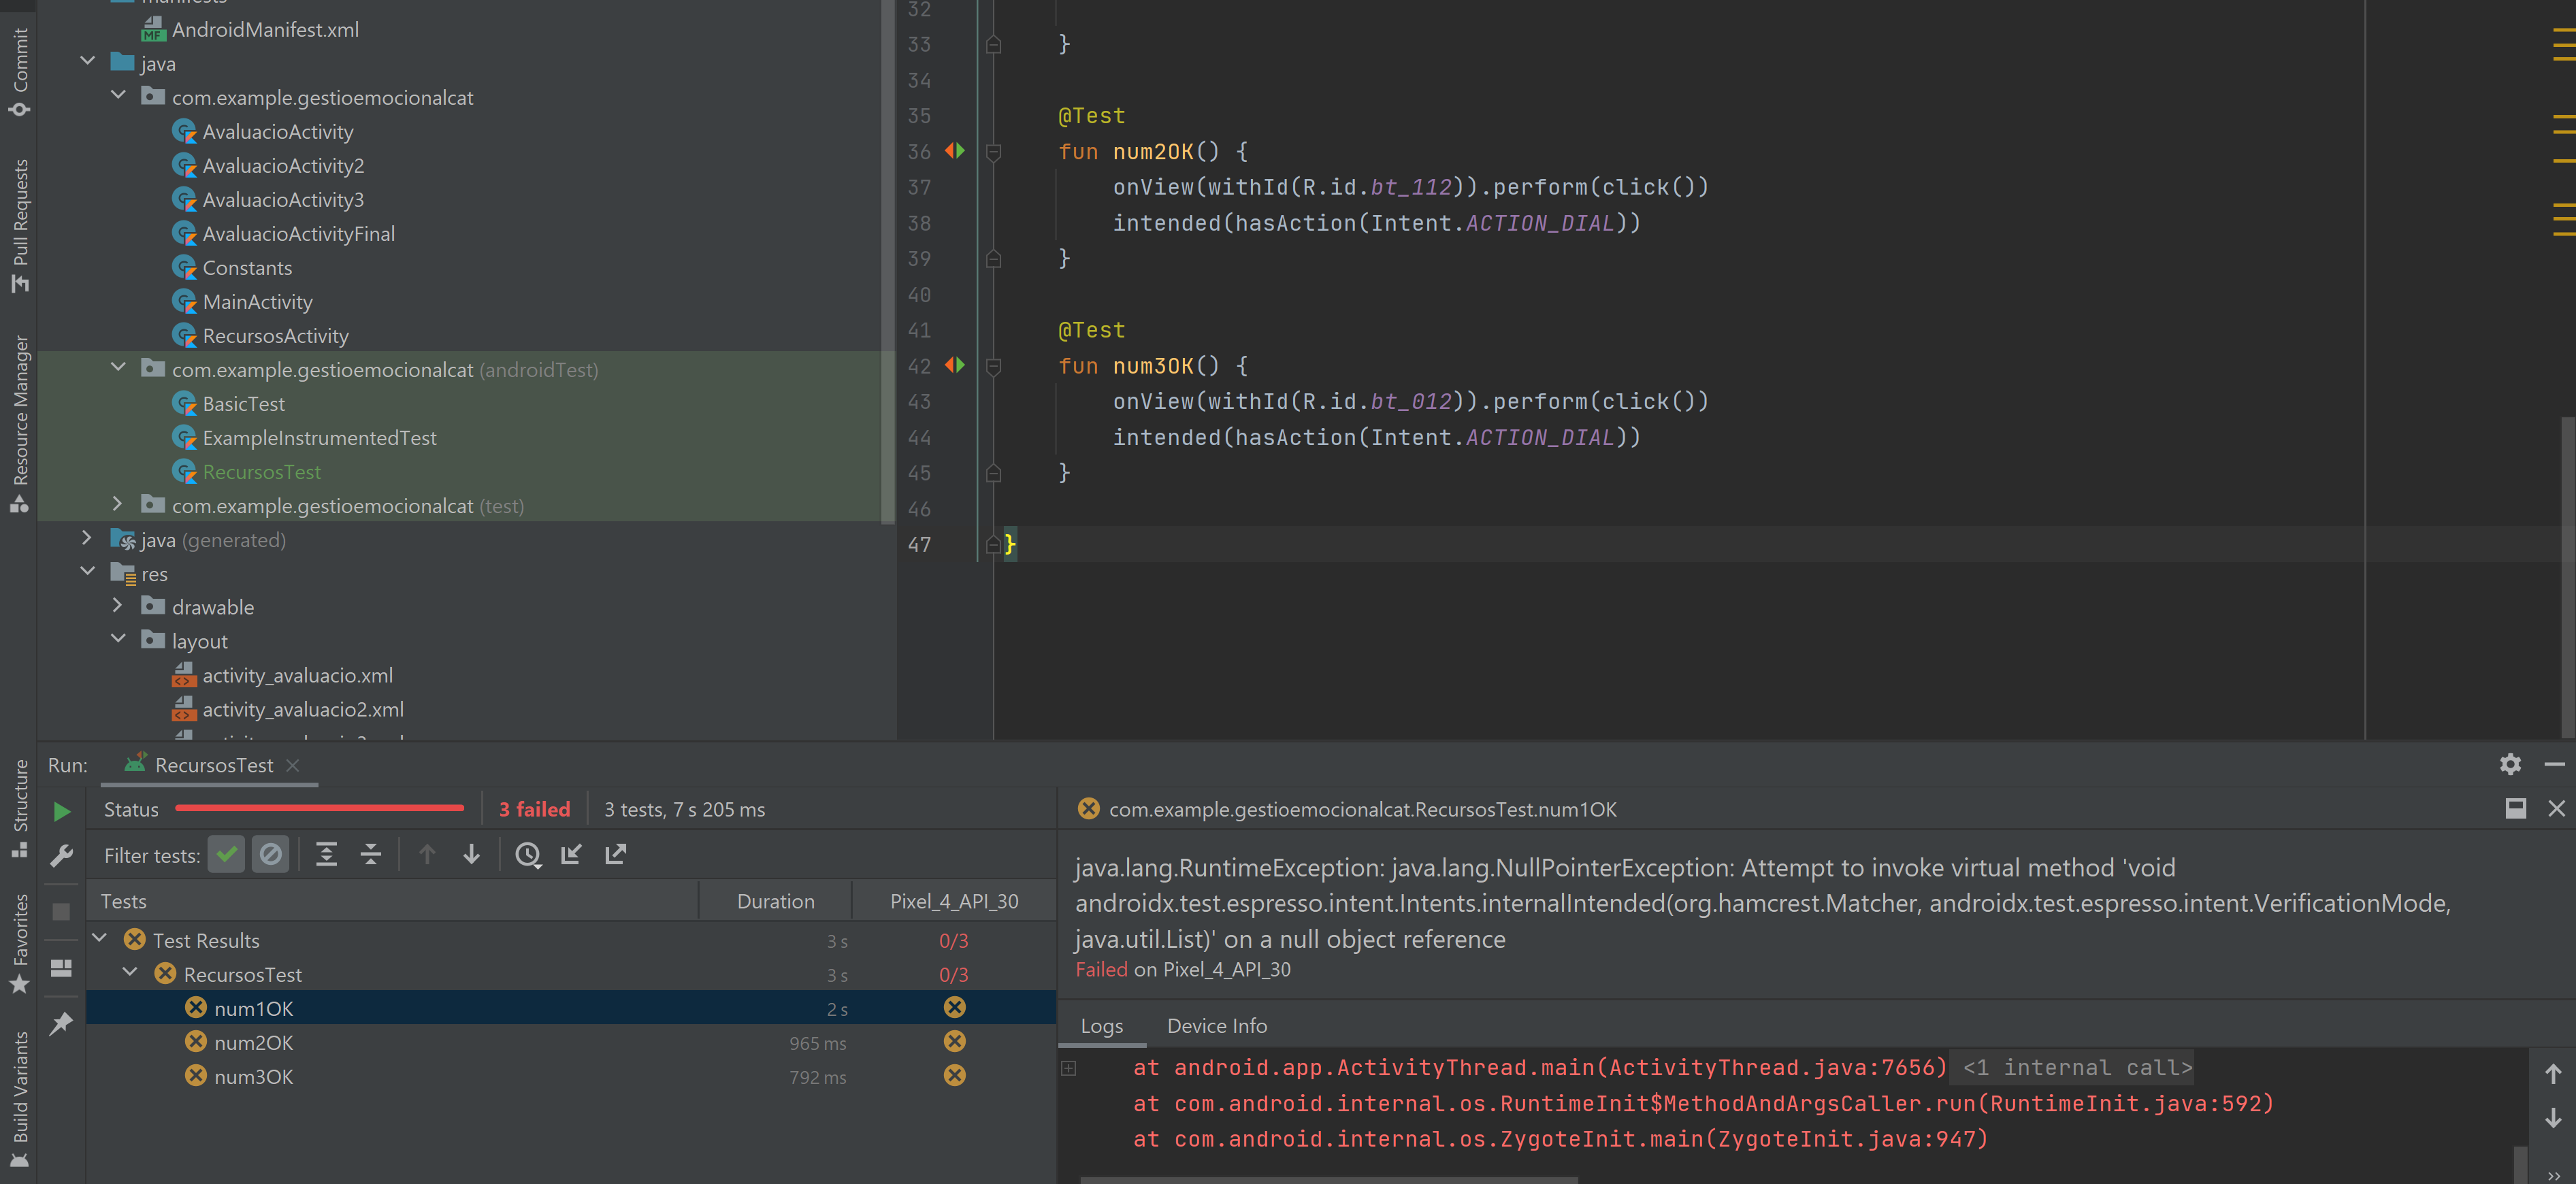 Commit
Pull Requests
Resource Manager
Structure
Favorites
Build Variants
manifests
AndroidManifest.xml
java
com.example.gestioemocionalcat
AvaluacioActivity
AvaluacioActivity2
AvaluacioActivity3
AvaluacioActivityFinal
Constants
MainActivity
RecursosActivity
com.example.gestioemocionalcat (androidTest)
BasicTest
ExampleInstrumentedTest
RecursosTest
com.example.gestioemocionalcat (test)
java (generated)
res
drawable
layout
activity_avaluacio.xml
activity_avaluacio2.xml
32
33 }
34
35 @Test
36 fun num2OK() {
37 onView(withId(R.id.bt_112)).perform(click())
38 intended(hasAction(Intent.ACTION_DIAL))
39 }
40
41 @Test
42 fun num3OK() {
43 onView(withId(R.id.bt_012)).perform(click())
44 intended(hasAction(Intent.ACTION_DIAL))
45 }
46
47 }
Run: RecursosTest
Status 3 failed 3 tests, 7 s 205 ms
Filter tests:
Tests Duration Pixel_4_API_30
Test Results 3 s 0/3
RecursosTest 3 s 0/3
num1OK 2 s
num2OK 965 ms
num3OK 792 ms
com.example.gestioemocionalcat.RecursosTest.num1OK
java.lang.RuntimeException: java.lang.NullPointerException: Attempt to invoke virtual method 'void
androidx.test.espresso.intent.Intents.internalIntended(org.hamcrest.Matcher, androidx.test.espresso.intent.VerificationMode,
java.util.List)' on a null object reference
Failed on Pixel_4_API_30
Logs Device Info
at android.app.ActivityThread.main(ActivityThread.java:7656) <1 internal call>
at com.android.internal.os.RuntimeInit$MethodAndArgsCaller.run(RuntimeInit.java:592)
at com.android.internal.os.ZygoteInit.main(ZygoteInit.java:947)